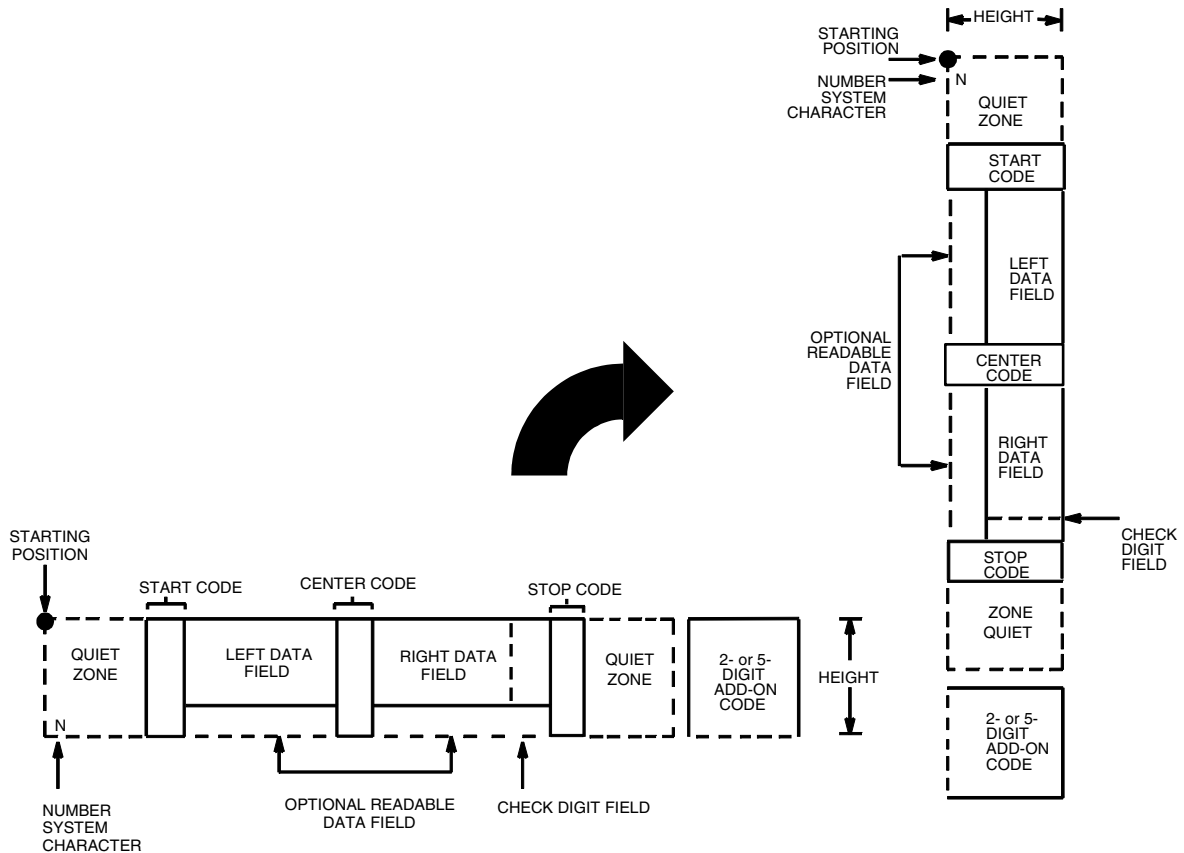 HEIGHT
STARTING
POSITION
N
NUMBER
SYSTEM
CHARACTER
QUIET
ZONE
START
CODE
LEFT
DATA
FIELD
OPTIONAL
READABLE
DATA
FIELD
CENTER
CODE
RIGHT
DATA
FIELD
CHECK
DIGIT
FIELD
STOP
CODE
ZONE
QUIET
2- or 5-
DIGIT
ADD-ON
CODE
STARTING
POSITION
START CODE
CENTER CODE
STOP CODE
QUIET
ZONE
LEFT DATA
FIELD
RIGHT DATA
FIELD
QUIET
ZONE
2- or 5-
DIGIT
ADD-ON
CODE
HEIGHT
N
NUMBER
SYSTEM
CHARACTER
OPTIONAL READABLE
DATA FIELD
CHECK DIGIT FIELD